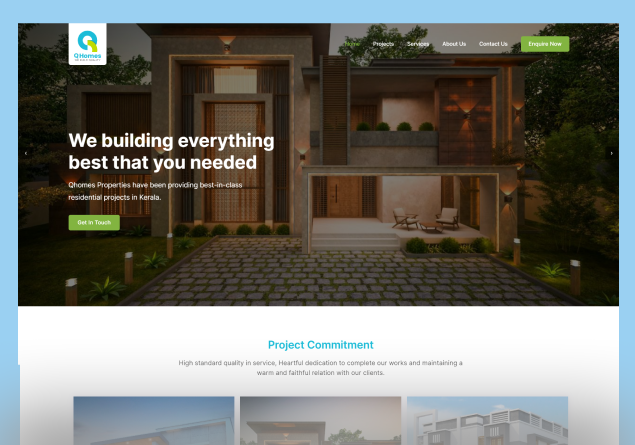 QHomes
Home Projects Services About Us Contact Us Enquire Now
We building everything
best that you needed
Qhomes Properties have been providing best-in-class
residential projects in Kerala.
Get in Touch
Project Commitment
High standard quality in service, Heartful dedication to complete our works and maintaining a
warm and faithful relation with our clients.